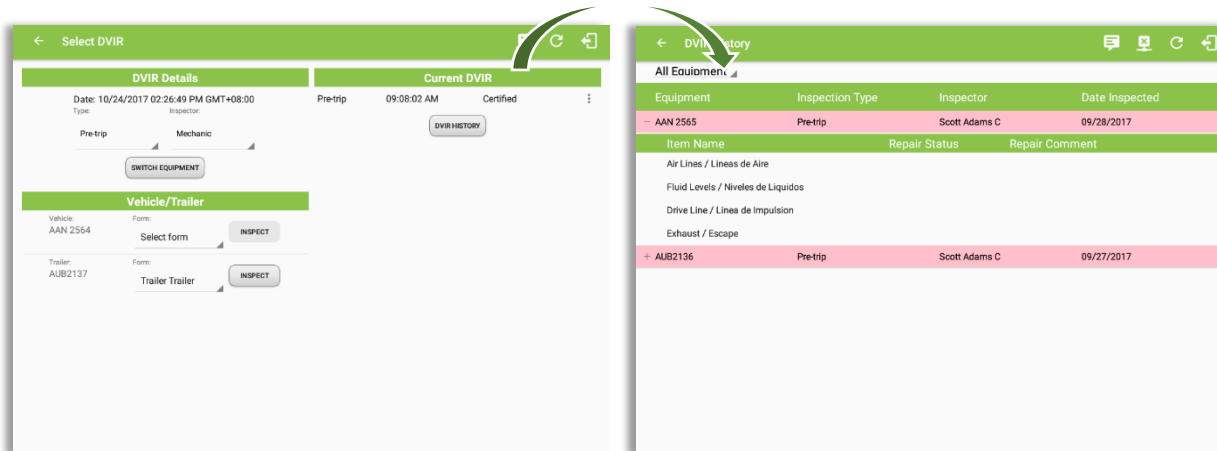 Select DVIR
DVIR Details
Date: 10/24/2017 02:26:49 PM GMT+08:00
Type: Inspector:
Pre-trip Mechanic
SWITCH EQUIPMENT
Vehicle/Trailer
Vehicle: Form:
AAN 2564 Select form INSPECT
Trailer: Form:
AUB2137 Trailer Trailer INSPECT
Current DVIR
Pre-trip 09:08:02 AM Certified
DVIR HISTORY
DVIR History
All Equipment
Equipment Inspection Type Inspector Date Inspected
− AAN 2565 Pre-trip Scott Adams C 09/28/2017
Item Name Repair Status Repair Comment
Air Lines / Lineas de Aire
Fluid Levels / Niveles de Liquidos
Drive Line / Linea de Impulsion
Exhaust / Escape
+ AUB2136 Pre-trip Scott Adams C 09/27/2017